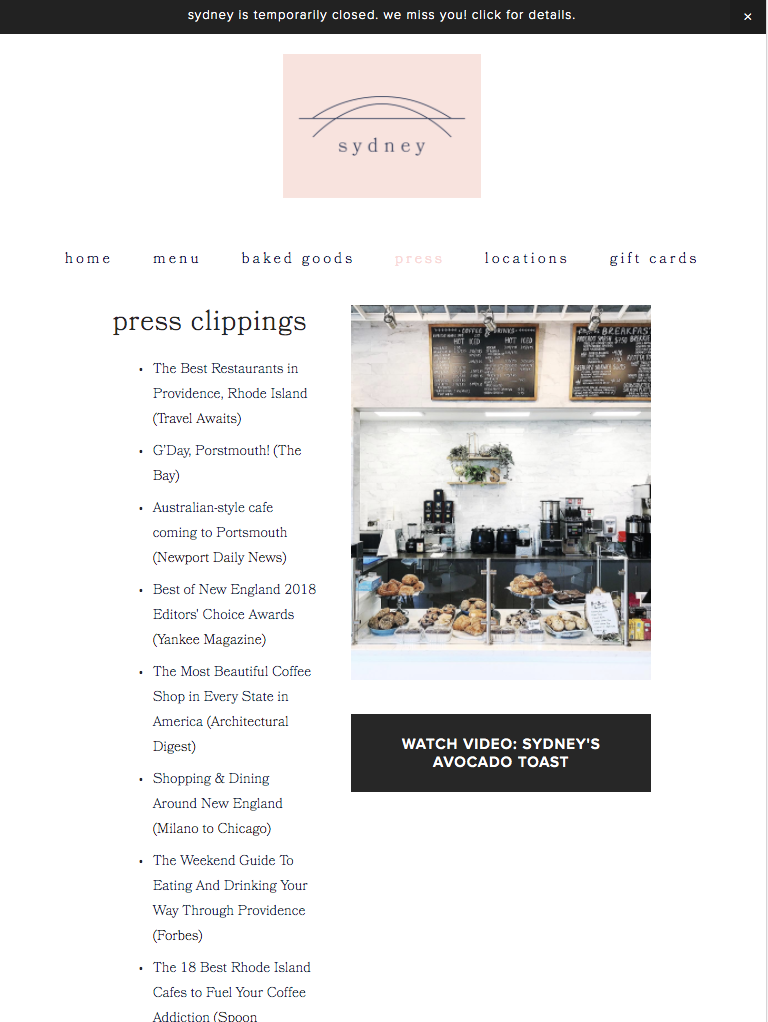 sydney is temporarily closed. we miss you! click for details.
×
sydney
home menu baked goods press locations gift cards
press clippings
• The Best Restaurants in
Providence, Rhode Island
(Travel Awaits)
• G'Day, Porstmouth! (The
Bay)
• Australian-style cafe
coming to Portsmouth
(Newport Daily News)
• Best of New England 2018
Editors' Choice Awards
(Yankee Magazine)
• The Most Beautiful Coffee
Shop in Every State in
America (Architectural
Digest)
• Shopping & Dining
Around New England
(Milano to Chicago)
• The Weekend Guide To
Eating And Drinking Your
Way Through Providence
(Forbes)
• The 18 Best Rhode Island
Cafes to Fuel Your Coffee
Addiction (Spoon
COFFEE & DRINKS
HOT ICED HOT ICED
BREAKFAST
WATCH VIDEO: SYDNEY'S
AVOCADO TOAST